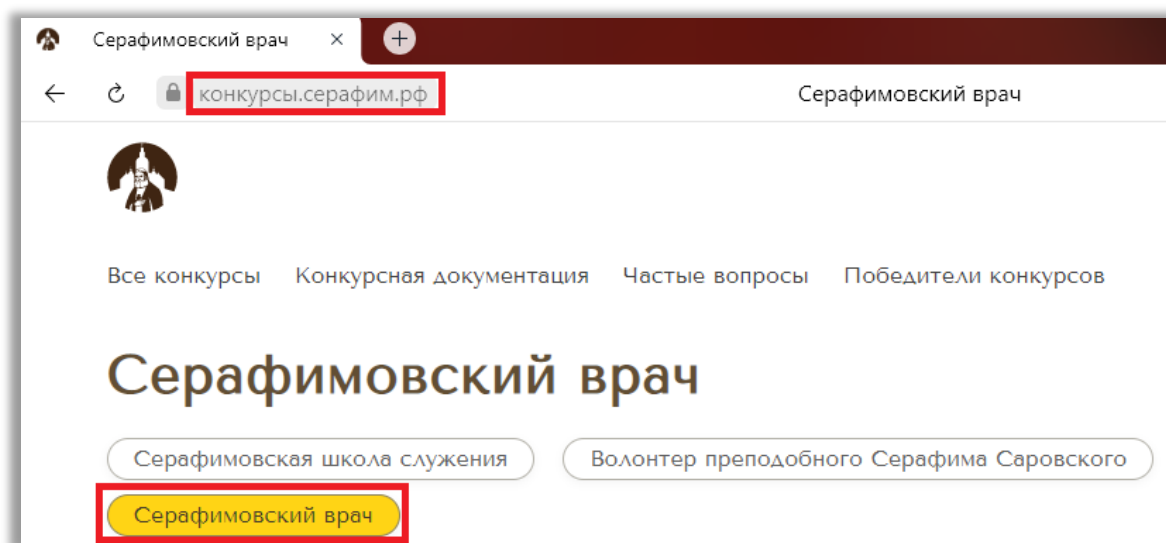 Серафимовский врач
конкурсы.серафим.рф Серафимовский врач
Все конкурсы Конкурсная документация Частые вопросы Победители конкурсов
Серафимовский врач
Серафимовская школа служения Волонтер преподобного Серафима Саровского
Серафимовский врач